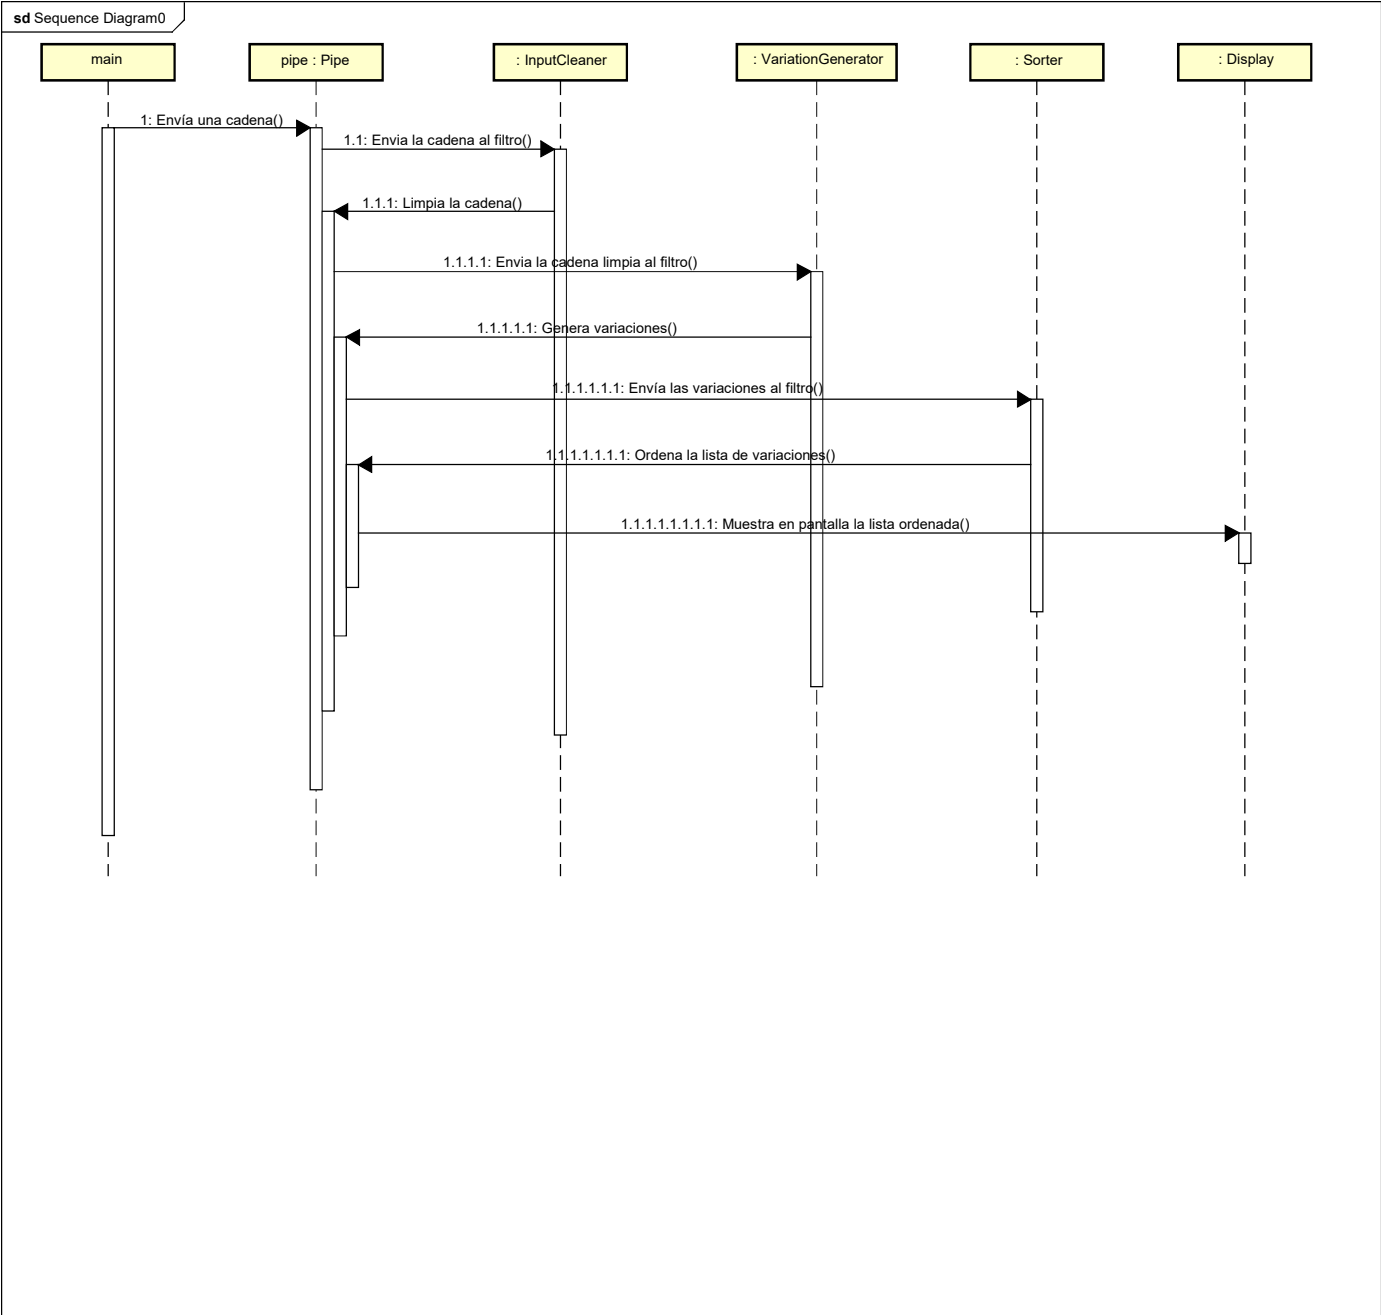 sd Sequence Diagram0
main
pipe : Pipe
: InputCleaner
: VariationGenerator
: Sorter
: Display
1: Envía una cadena()
1.1: Envia la cadena al filtro()
1.1.1: Limpia la cadena()
1.1.1.1: Envia la cadena limpia al filtro()
1.1.1.1.1: Genera variaciones()
1.1.1.1.1.1: Envía las variaciones al filtro()
1.1.1.1.1.1.1: Ordena la lista de variaciones()
1.1.1.1.1.1.1.1: Muestra en pantalla la lista ordenada()